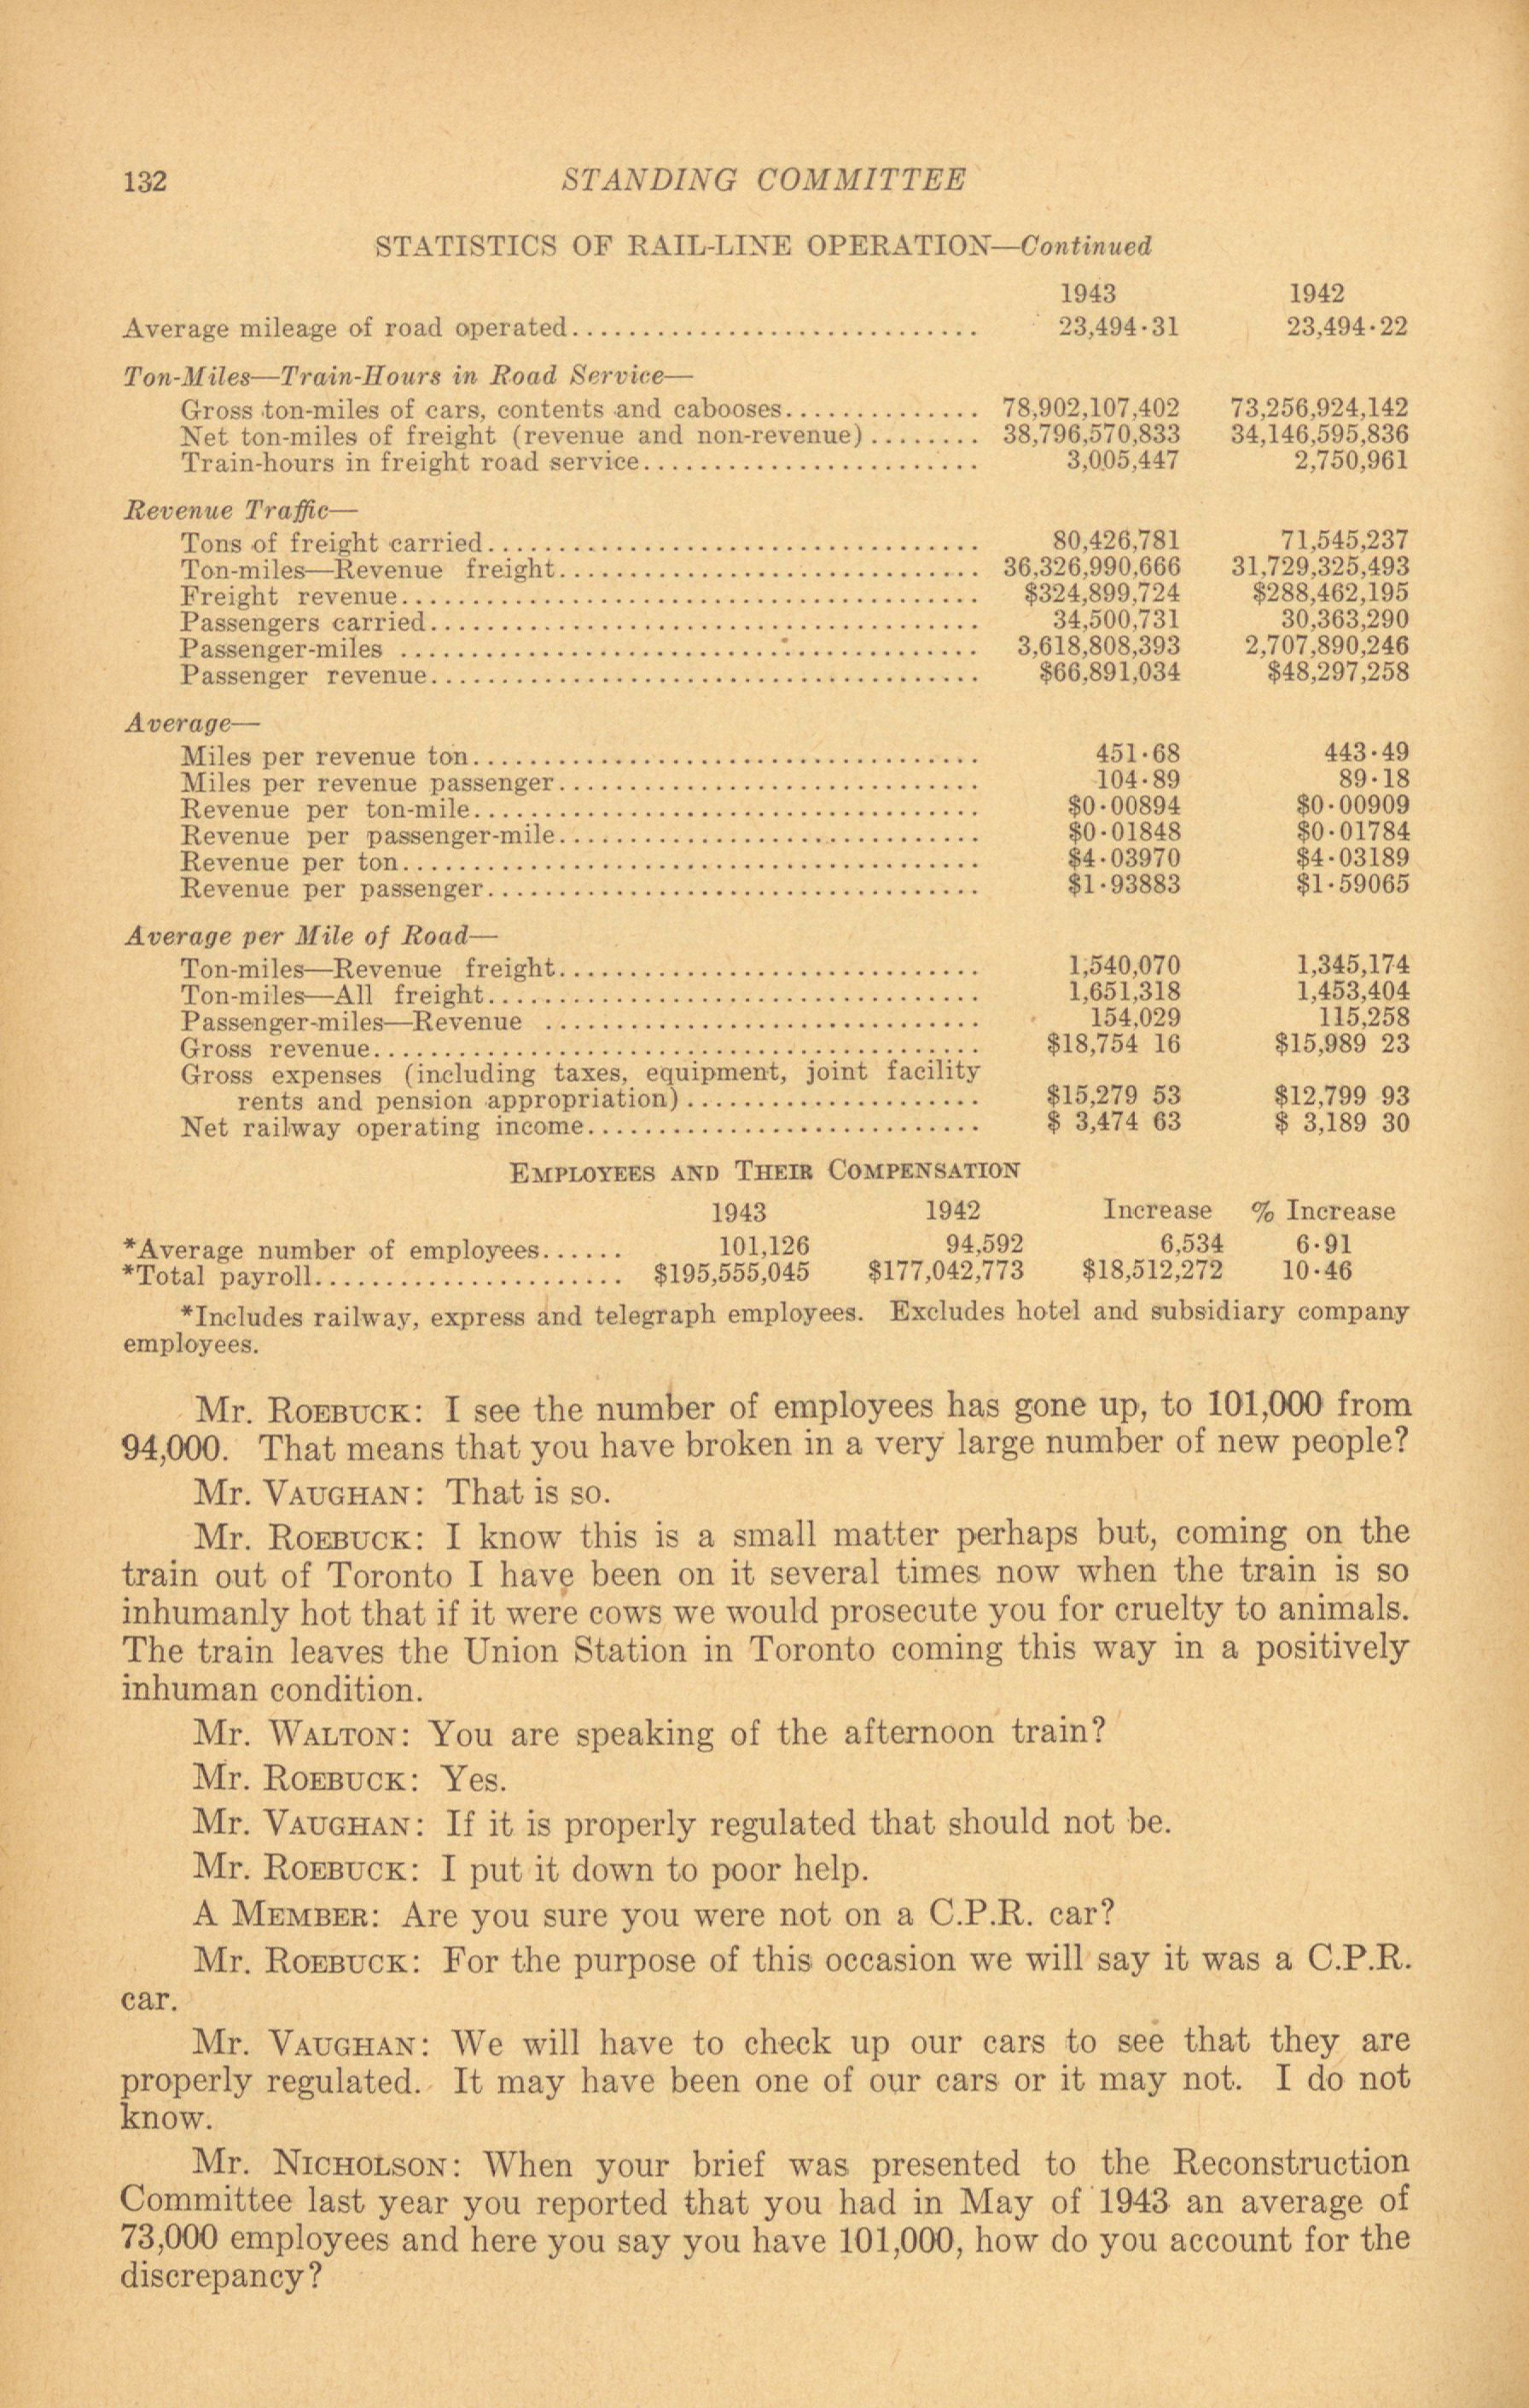 132 STANDING COMMITTEE
STATISTICS OF RAIL-LINE OPERATION—Continued
1943 1942
Average mileage of road operated............................. 23,494·31 23,494·22
Ton-Miles—Train-Hours in Road Service—
Gross ton-miles of cars, contents and cabooses.............. 78,902,107,402 73,256,924,142
Net ton-miles of freight (revenue and non-revenue)........ 38,796,570,833 34,146,595,836
Train-hours in freight road service........................ 3,005,447 2,750,961
Revenue Traffic—
Tons of freight carried................................... 80,426,781 71,545,237
Ton-miles—Revenue freight.............................. 36,326,990,666 31,729,325,493
Freight revenue......................................... $324,899,724 $288,462,195
Passengers carried....................................... 34,500,731 30,363,290
Passenger-miles ......................................... 3,618,808,393 2,707,890,246
Passenger revenue....................................... $66,891,034 $48,297,258
Average—
Miles per revenue ton.................................... 451·68 443·49
Miles per revenue passenger.............................. 104·89 89·18
Revenue per ton-mile.................................... $0·00894 $0·00909
Revenue per passenger-mile.............................. $0·01848 $0·01784
Revenue per ton......................................... $4·03970 $4·03189
Revenue per passenger................................... $1·93883 $1·59065
Average per Mile of Road—
Ton-miles—Revenue freight.............................. 1,540,070 1,345,174
Ton-miles—All freight................................... 1,651,318 1,453,404
Passenger-miles—Revenue ............................... 154,029 115,258
Gross revenue........................................... $18,754 16 $15,989 23
Gross expenses (including taxes, equipment, joint facility
rents and pension appropriation)..................... $15,279 53 $12,799 93
Net railway operating income............................ $ 3,474 63 $ 3,189 30
EMPLOYEES AND THEIR COMPENSATION
1943 1942 Increase % Increase
*Average number of employees...... 101,126 94,592 6,534 6·91
*Total payroll...................... $195,555,045 $177,042,773 $18,512,272 10·46
*Includes railway, express and telegraph employees. Excludes hotel and subsidiary company
employees.
Mr. ROEBUCK: I see the number of employees has gone up, to 101,000 from
94,000. That means that you have broken in a very large number of new people?
Mr. VAUGHAN: That is so.
Mr. ROEBUCK: I know this is a small matter perhaps but, coming on the
train out of Toronto I have been on it several times now when the train is so
inhumanly hot that if it were cows we would prosecute you for cruelty to animals.
The train leaves the Union Station in Toronto coming this way in a positively
inhuman condition.
Mr. WALTON: You are speaking of the afternoon train?
Mr. ROEBUCK: Yes.
Mr. VAUGHAN: If it is properly regulated that should not be.
Mr. ROEBUCK: I put it down to poor help.
A MEMBER: Are you sure you were not on a C.P.R. car?
Mr. ROEBUCK: For the purpose of this occasion we will say it was a C.P.R.
car.
Mr. VAUGHAN: We will have to check up our cars to see that they are
properly regulated. It may have been one of our cars or it may not. I do not
know.
Mr. NICHOLSON: When your brief was presented to the Reconstruction
Committee last year you reported that you had in May of 1943 an average of
73,000 employees and here you say you have 101,000, how do you account for the
discrepancy?